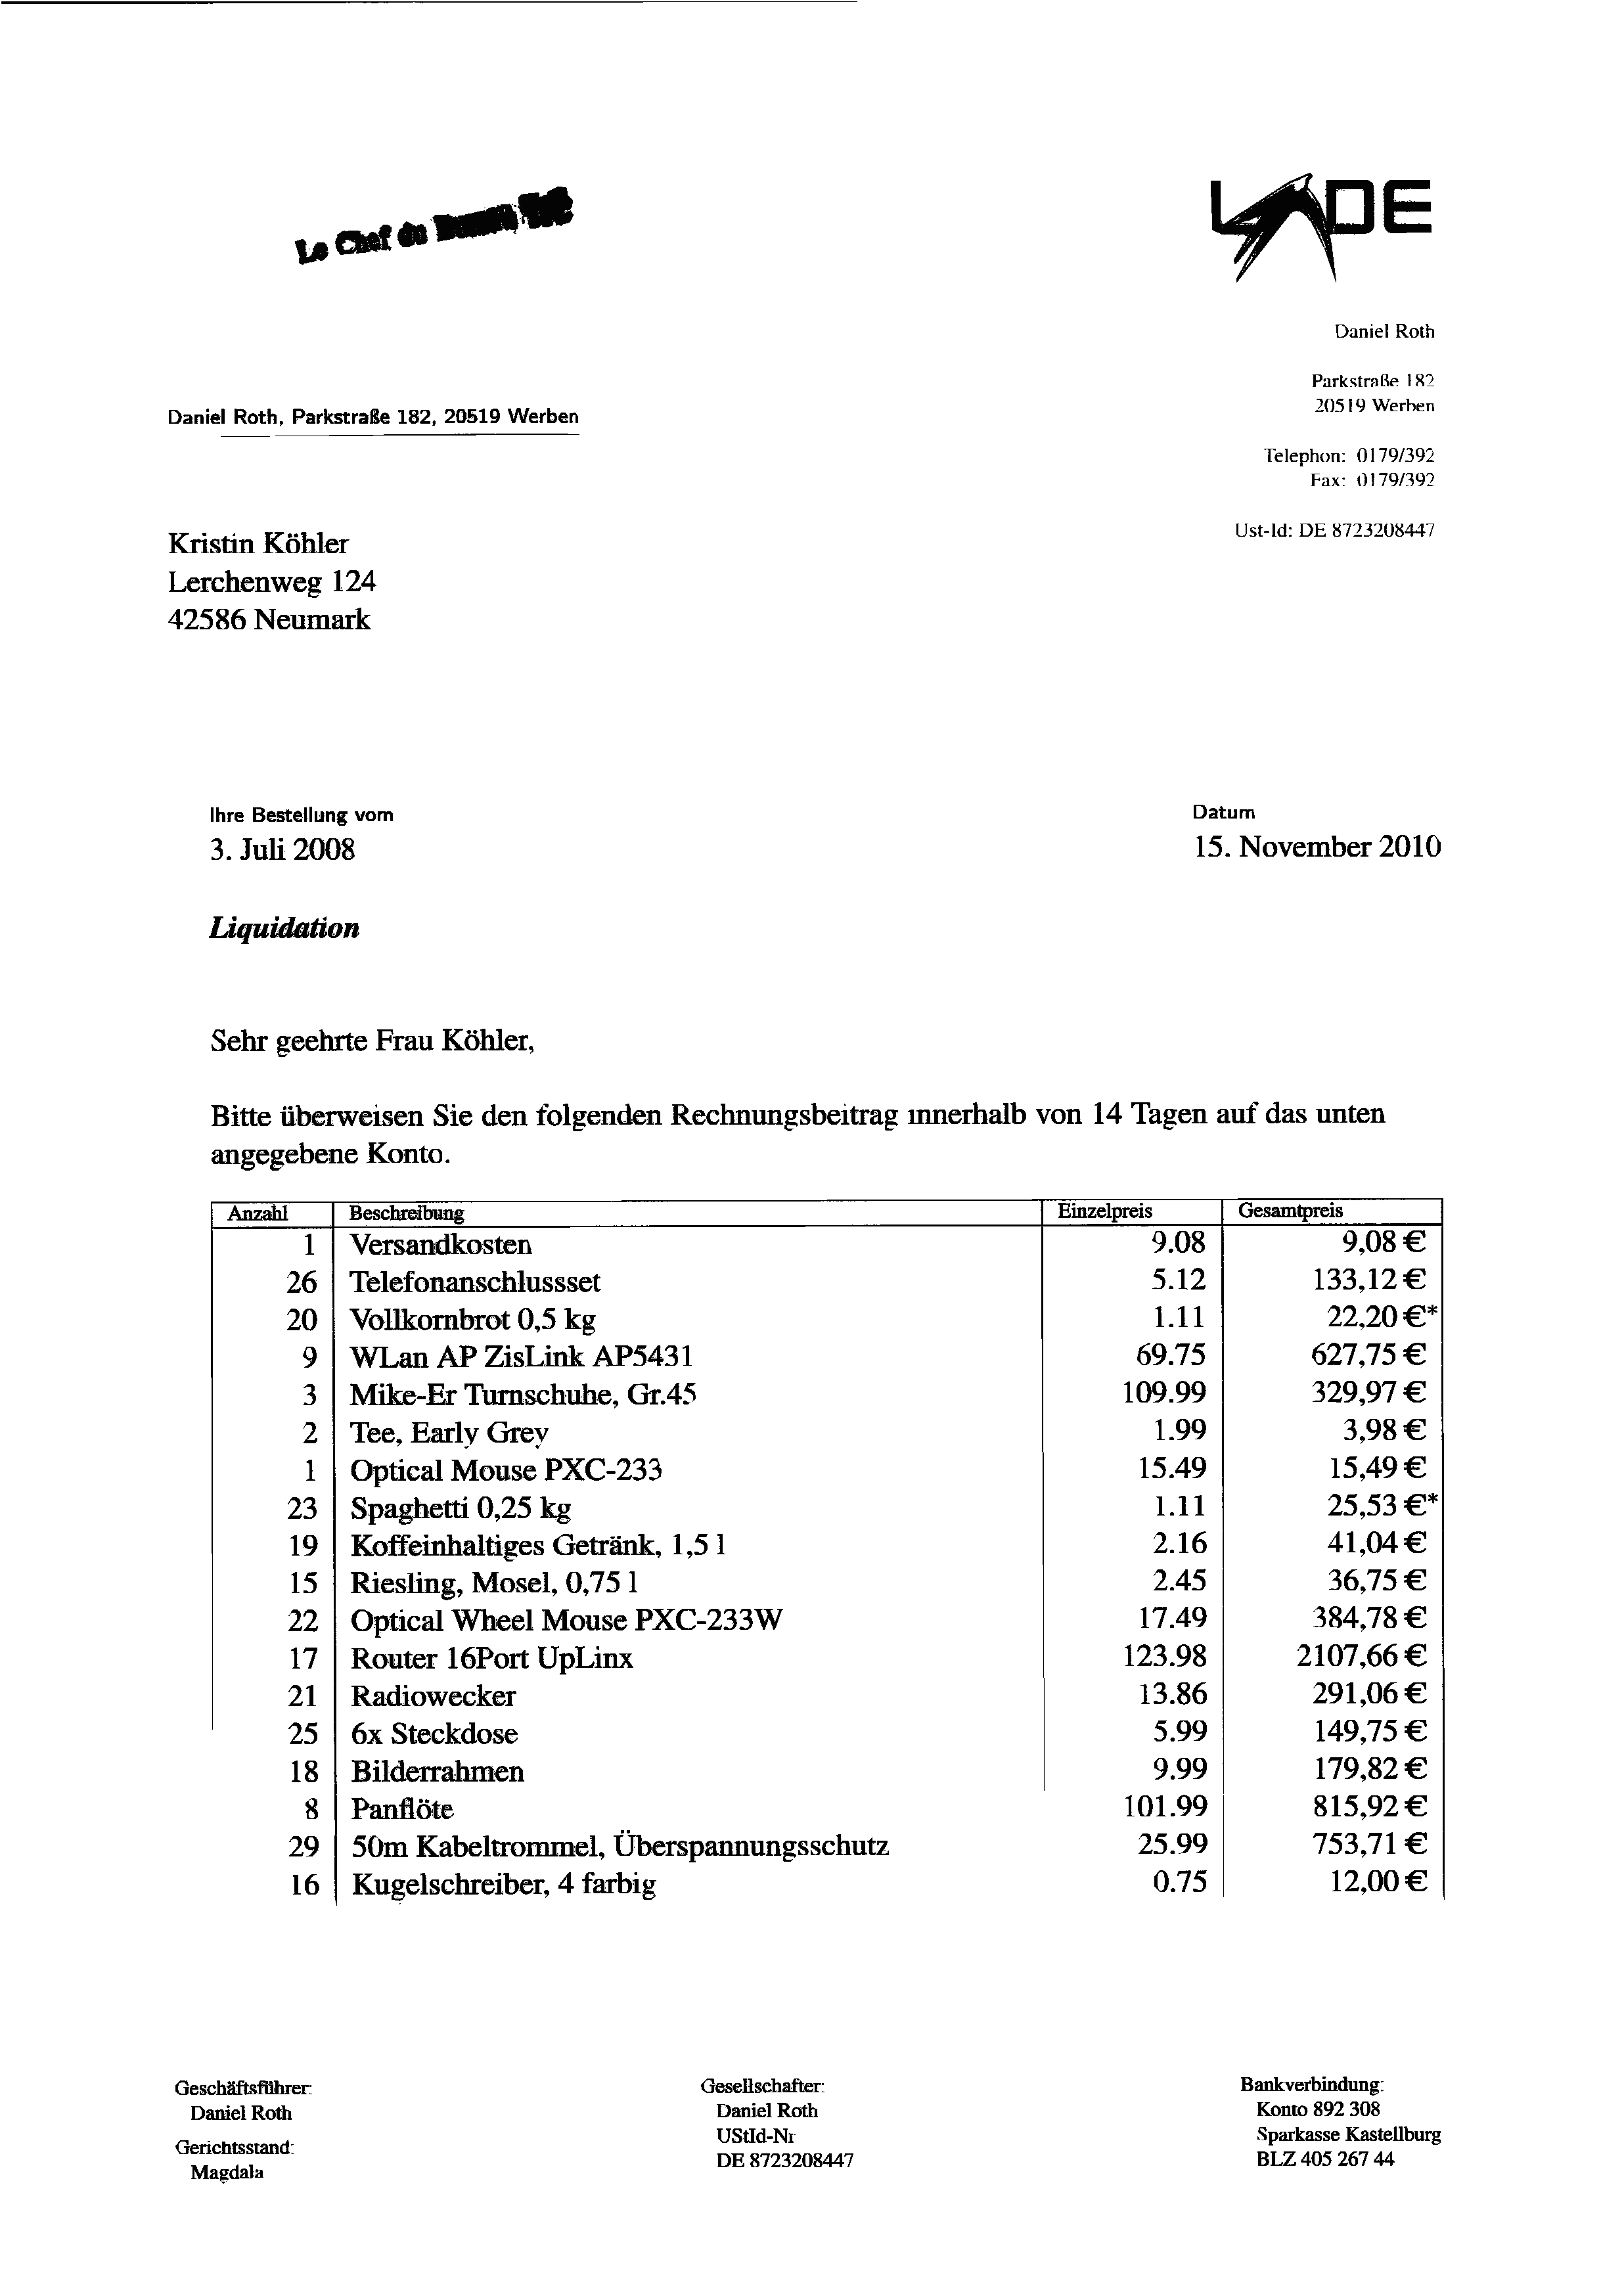 Le Chef du
LADE
Daniel Roth
Parkstraße 182
20519 Werben
Daniel Roth, Parkstraße 182, 20519 Werben
Telephon: 0179/392
Fax: 0179/392
Ust-Id: DE 8723208447
Kristin Köhler
Lerchenweg 124
42586 Neumark
Ihre Bestellung vom Datum
3. Juli 2008 15. November 2010
Liquidation
Sehr geehrte Frau Köhler,
Bitte überweisen Sie den folgenden Rechnungsbeitrag innerhalb von 14 Tagen auf das unten
angegebene Konto.
Anzahl Beschreibung Einzelpreis Gesamtpreis
1 Versandkosten 9.08 9,08 €
26 Telefonanschlussset 5.12 133,12 €
20 Vollkornbrot 0,5 kg 1.11 22,20 €*
9 WLan AP ZisLink AP5431 69.75 627,75 €
3 Mike-Er Turnschuhe, Gr.45 109.99 329,97 €
2 Tee, Early Grey 1.99 3,98 €
1 Optical Mouse PXC-233 15.49 15,49 €
23 Spaghetti 0,25 kg 1.11 25,53 €*
19 Koffeinhaltiges Getränk, 1,5 l 2.16 41,04 €
15 Riesling, Mosel, 0,75 l 2.45 36,75 €
22 Optical Wheel Mouse PXC-233W 17.49 384,78 €
17 Router 16Port UpLinx 123.98 2107,66 €
21 Radiowecker 13.86 291,06 €
25 6x Steckdose 5.99 149,75 €
18 Bilderrahmen 9.99 179,82 €
8 Panflöte 101.99 815,92 €
29 50m Kabeltrommel, Überspannungsschutz 25.99 753,71 €
16 Kugelschreiber, 4 farbig 0.75 12,00 €
Geschäftsführer:
Daniel Roth
Gerichtsstand:
Magdala
Gesellschafter:
Daniel Roth
UStId-Nr
DE 8723208447
Bankverbindung:
Konto 892 308
Sparkasse Kastellburg
BLZ 405 267 44